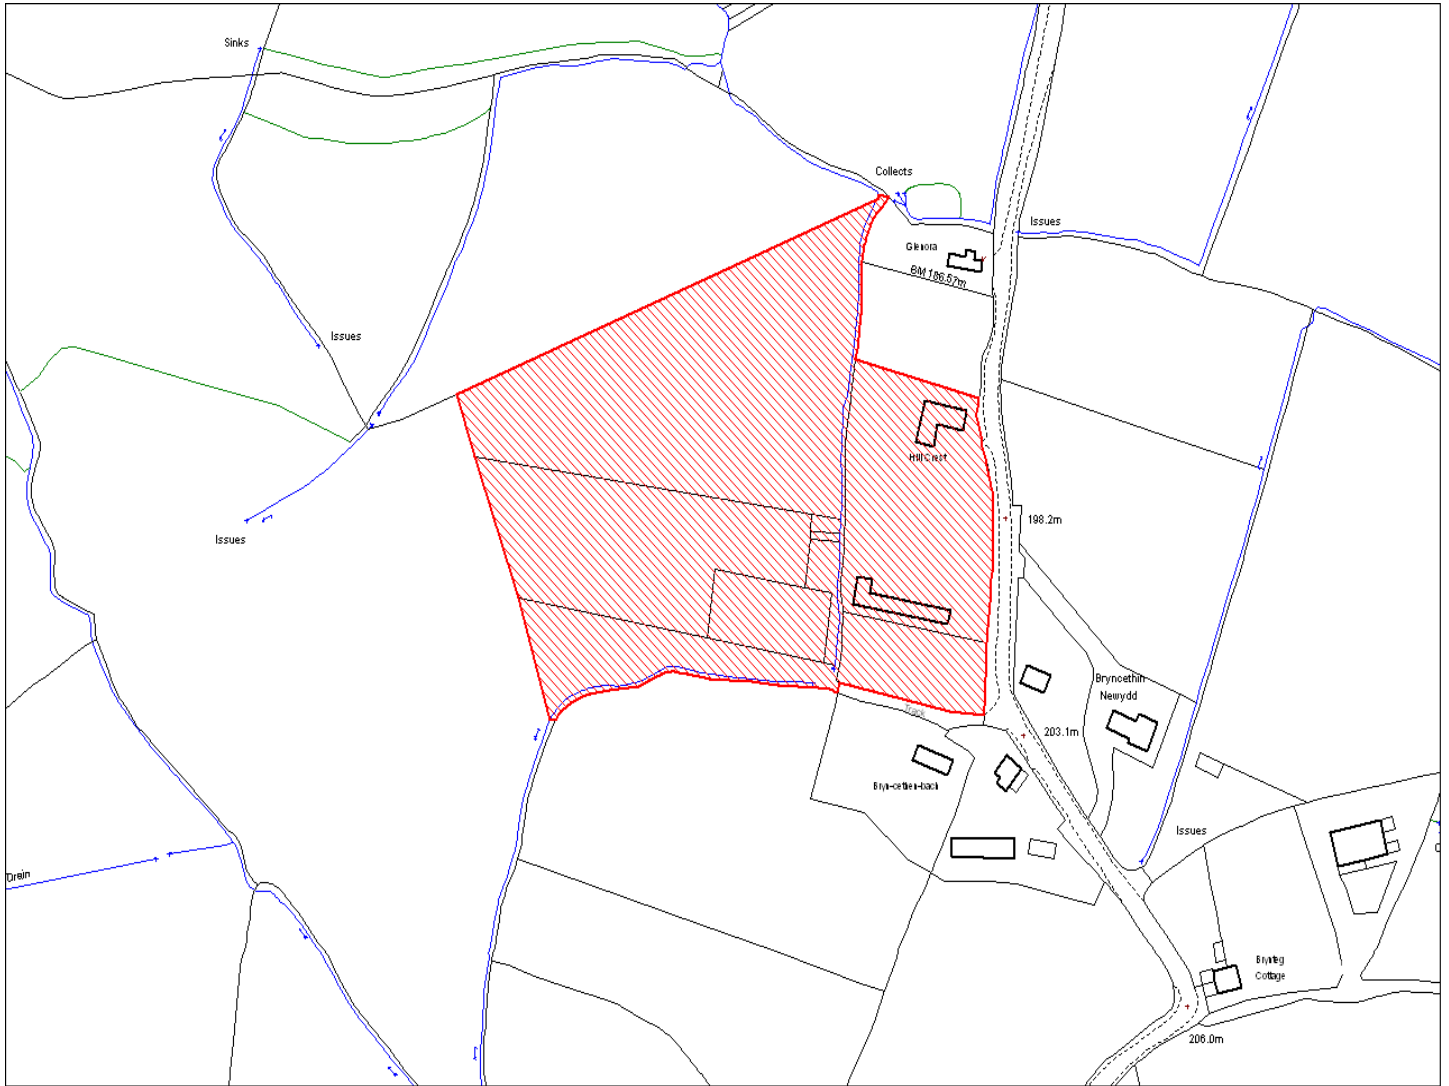 Sinks
Collects
Issues
Glenora
BM 186.57m
Issues
Hill Crest
198.2m
Issues
Bryncethin
Newydd
Track
203.1m
Bryn-cethen-bach
Issues
Drain
Brynteg
Cottage
206.0m